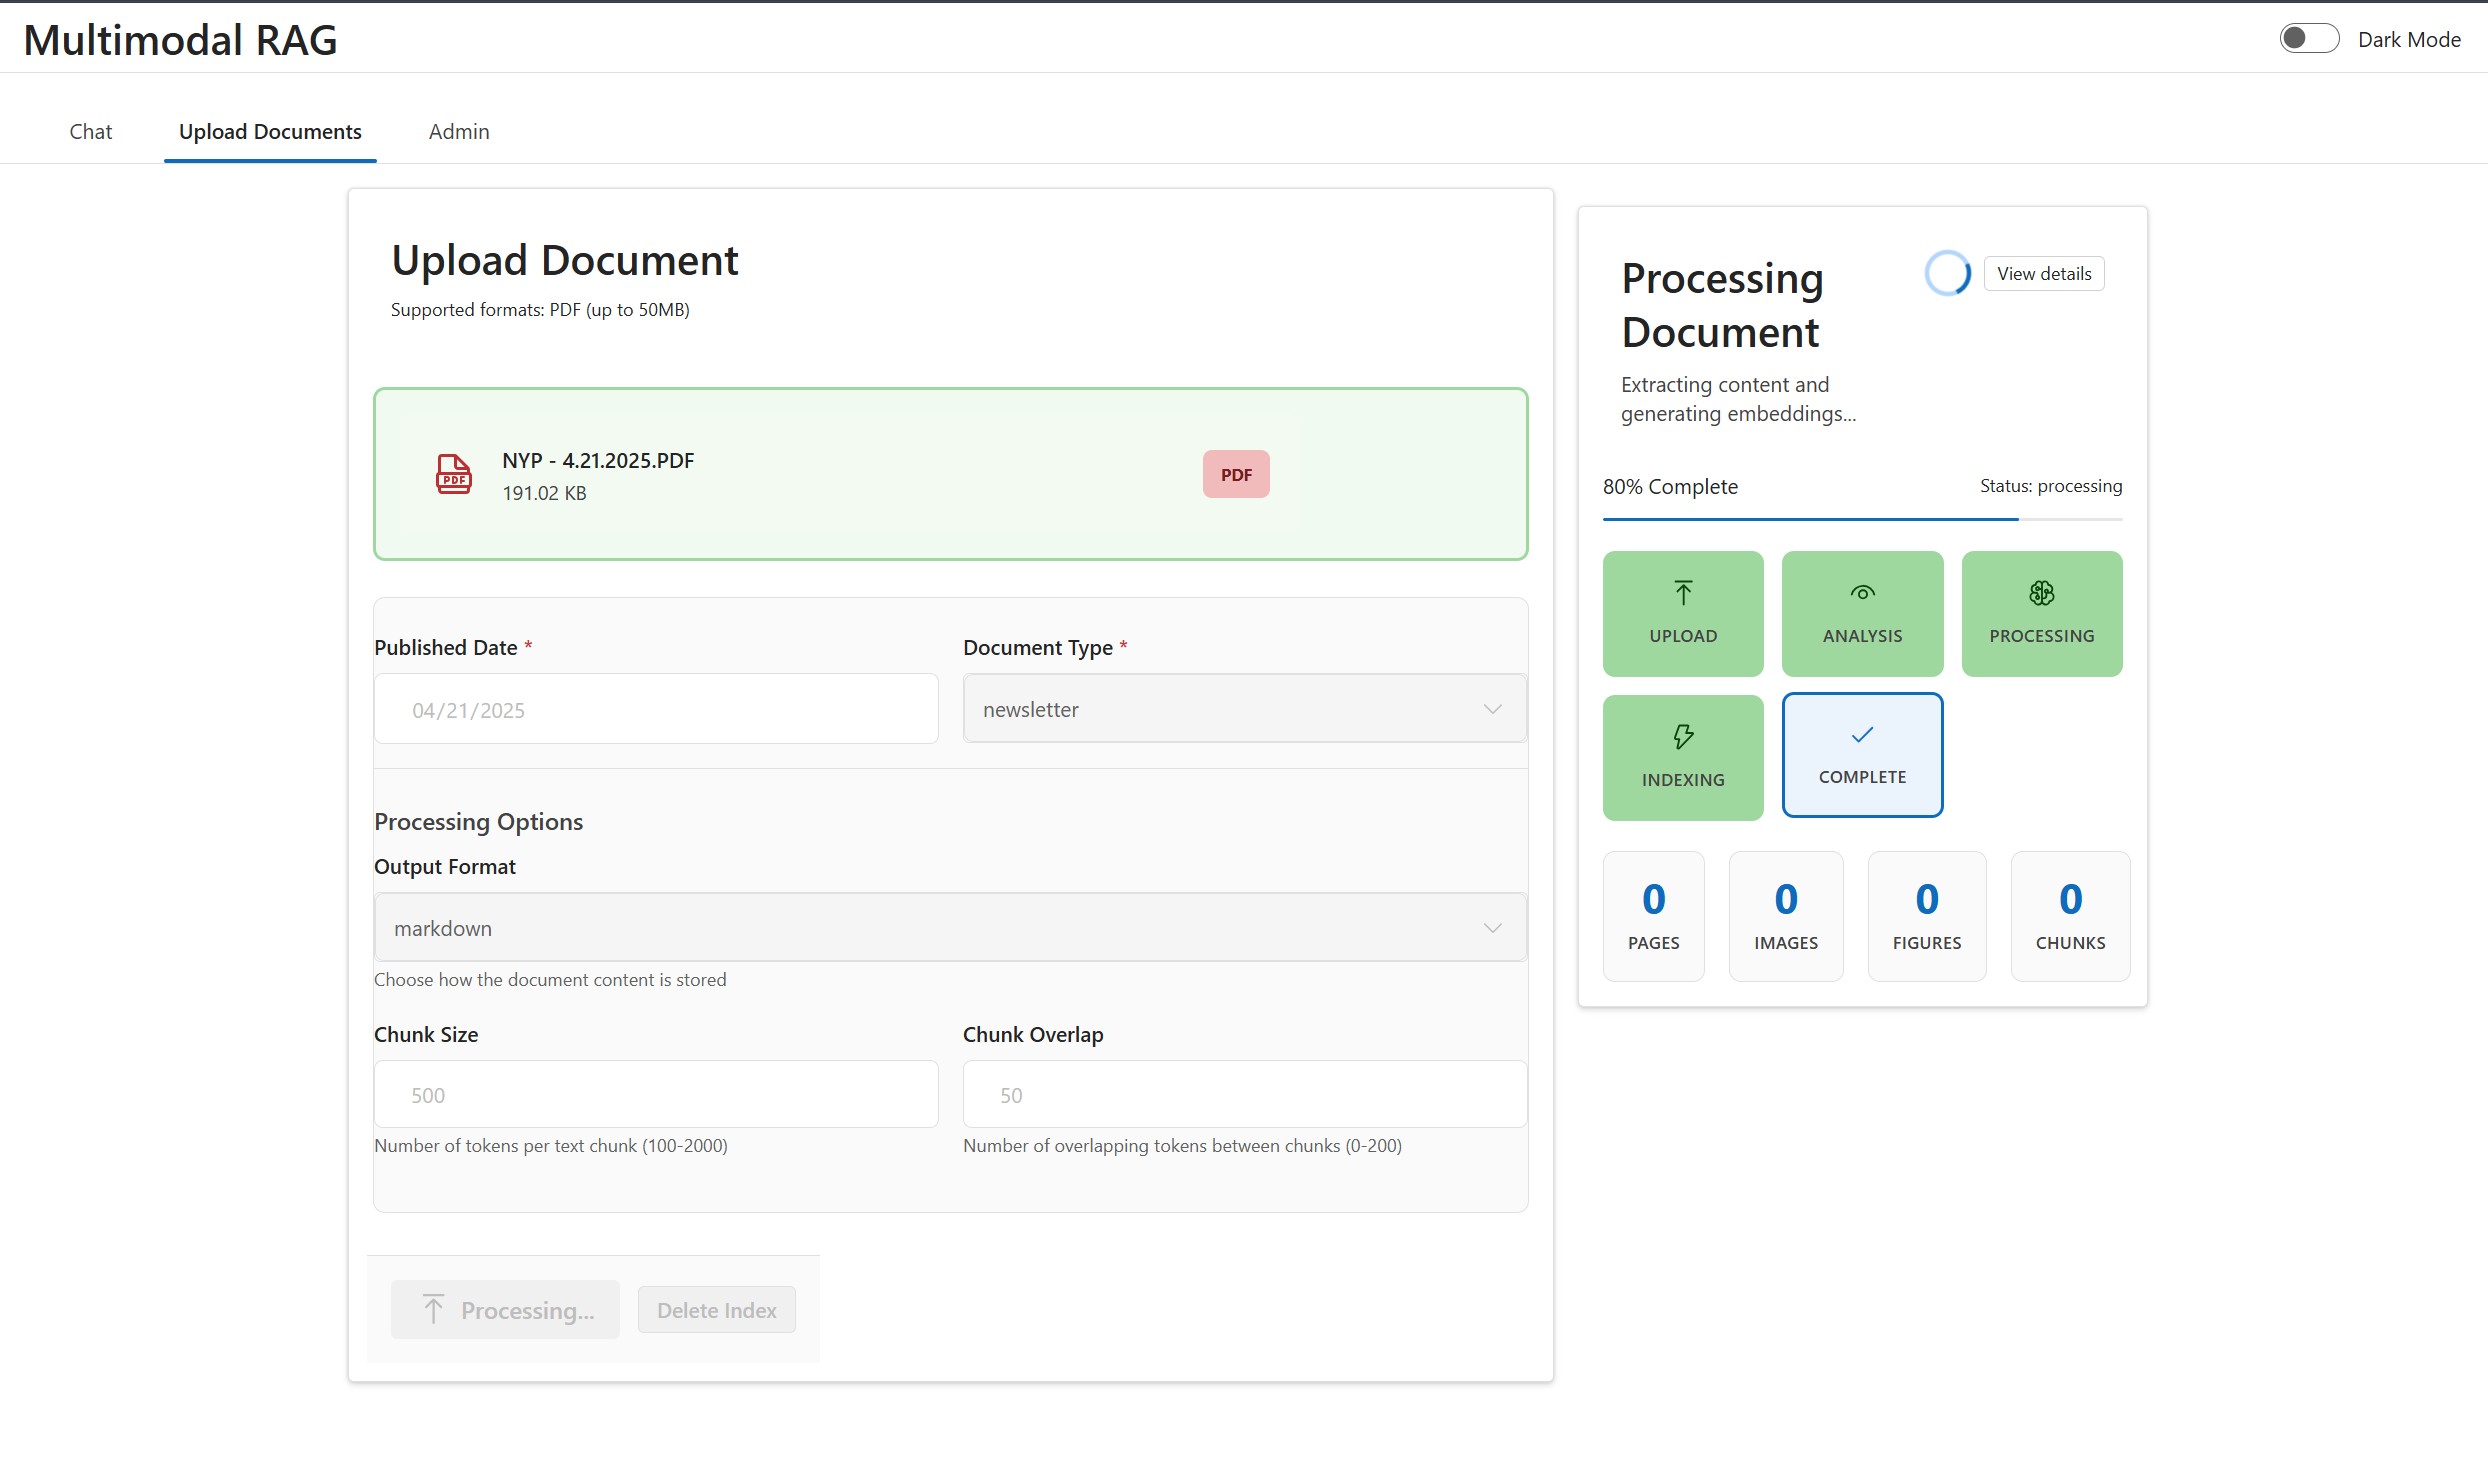 Multimodal RAG
Dark Mode
Chat
Upload Documents
Admin
Upload Document
Supported formats: PDF (up to 50MB)
PDF
NYP - 4.21.2025.PDF
191.02 KB
PDF
Published Date *
04/21/2025
Document Type *
newsletter
Processing Options
Output Format
markdown
Choose how the document content is stored
Chunk Size
500
Number of tokens per text chunk (100-2000)
Chunk Overlap
50
Number of overlapping tokens between chunks (0-200)
Processing...
Delete Index
Processing
Document
View details
Extracting content and
generating embeddings...
80% Complete
Status: processing
UPLOAD
ANALYSIS
PROCESSING
INDEXING
COMPLETE
0
PAGES
0
IMAGES
0
FIGURES
0
CHUNKS